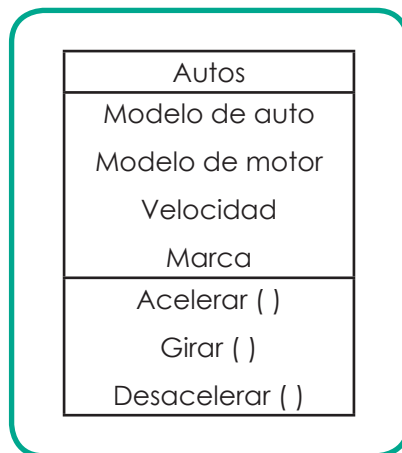 Autos
Modelo de auto
Modelo de motor
Velocidad
Marca
Acelerar ( )
Girar ( )
Desacelerar ( )